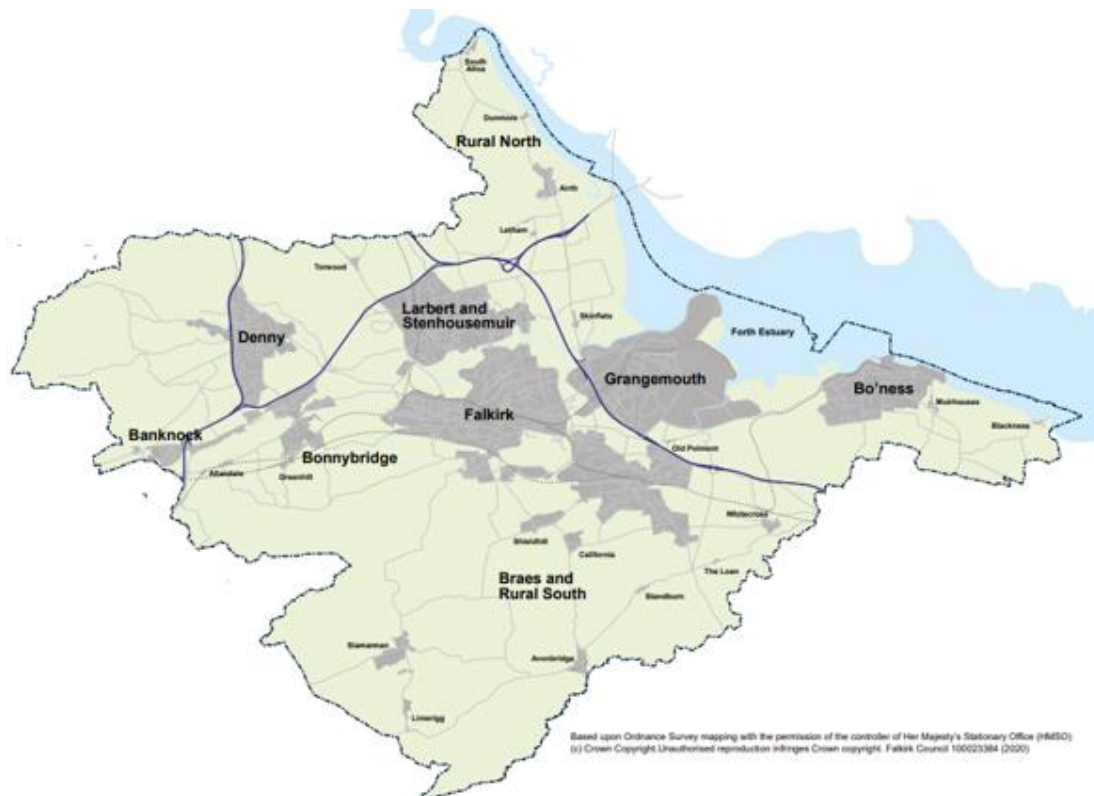 South
Alloa
Dunmore
Rural North
Airth
Letham
Torwood
Larbert and
Stenhousemuir
Skinflats
Forth Estuary
Denny
Grangemouth
Bo'ness
Falkirk
Muirhouses
Blackness
Banknock
Bonnybridge
Old Polmont
Allandale
Greenhill
Whitecross
Shieldhill
California
The Loan
Braes and
Rural South
Standburn
Slamannan
Avonbridge
Limerigg
Based upon Ordnance Survey mapping with the permission of the controller of Her Majesty's Stationary Office (HMSO)
(c) Crown Copyright.Unauthorised reproduction infringes Crown copyright. Falkirk Council 100023384 (2020)